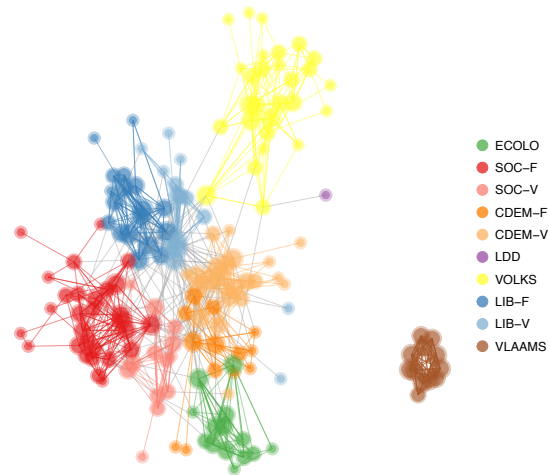 ECOLO
SOC−F
SOC−V
CDEM−F
CDEM−V
LDD
VOLKS
LIB−F
LIB−V
VLAAMS